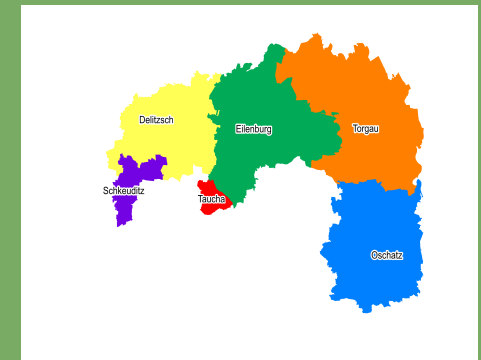 Delitzsch
Eilenburg
Torgau
Schkeuditz
Taucha
Oschatz